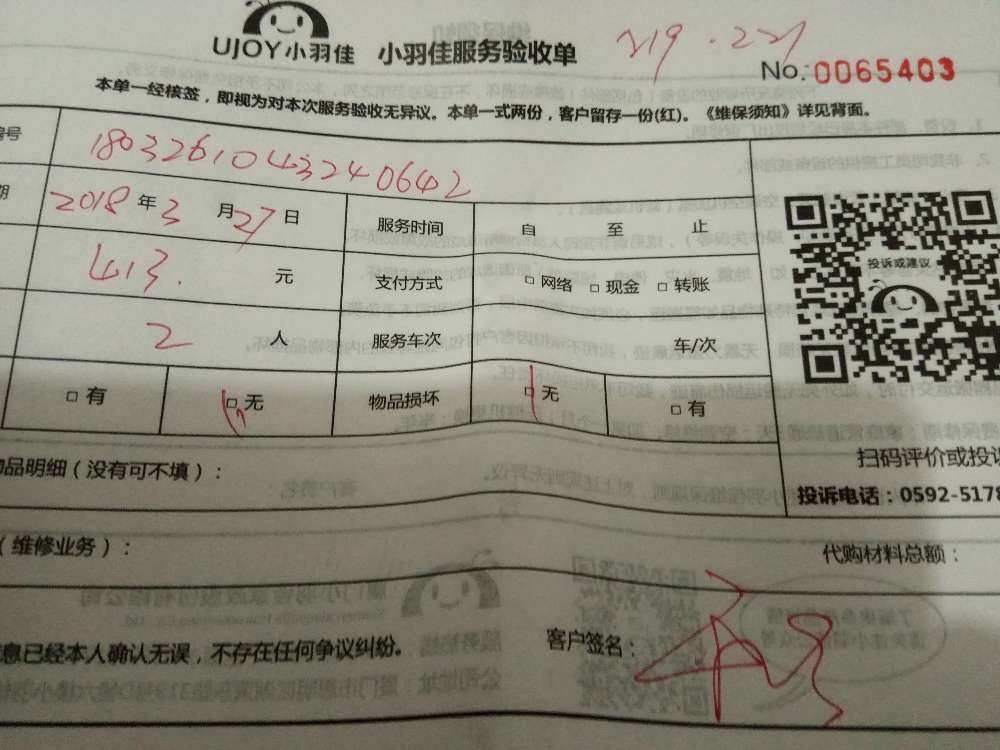 UJOY小羽佳 小羽佳服务验收单
219.221
No.0065403
本单一经核签，即视为对本次服务验收无异议。本单一式两份，客户留存一份(红)。《维保须知》详见背面。
编号 180326104324064 2
期 2018年3月27日 服务时间 自 至 止
413. 元 支付方式 □网络 □现金 □转账
投诉或建议
2 人 服务车次 车/次
□有 □无 物品损坏 □无 □有
物品明细（没有可不填）：
扫码评价或投诉
投诉电话：0592-5178
（维修业务）：
代购材料总额：
息已经本人确认无误，不存在任何争议纠纷。
客户签名：